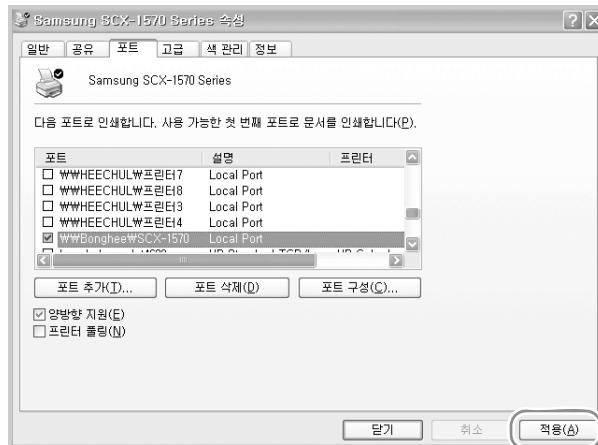 Samsung SCX-1570 Series 속성
일반 공유 포트 고급 색 관리 정보
Samsung SCX-1570 Series
다음 포트로 인쇄합니다. 사용 가능한 첫 번째 포트로 문서를 인쇄합니다(P).
포트 설명 프린터
₩₩HEECHUL₩프린터7 Local Port
₩₩HEECHUL₩프린터8 Local Port
₩₩HEECHUL₩프린터3 Local Port
₩₩HEECHUL₩프린터4 Local Port
₩₩Bonghee₩SCX-1570 Local Port
포트 추가(T)... 포트 삭제(D) 포트 구성(C)...
양방향 지원(E)
프린터 풀링(N)
닫기 취소 적용(A)